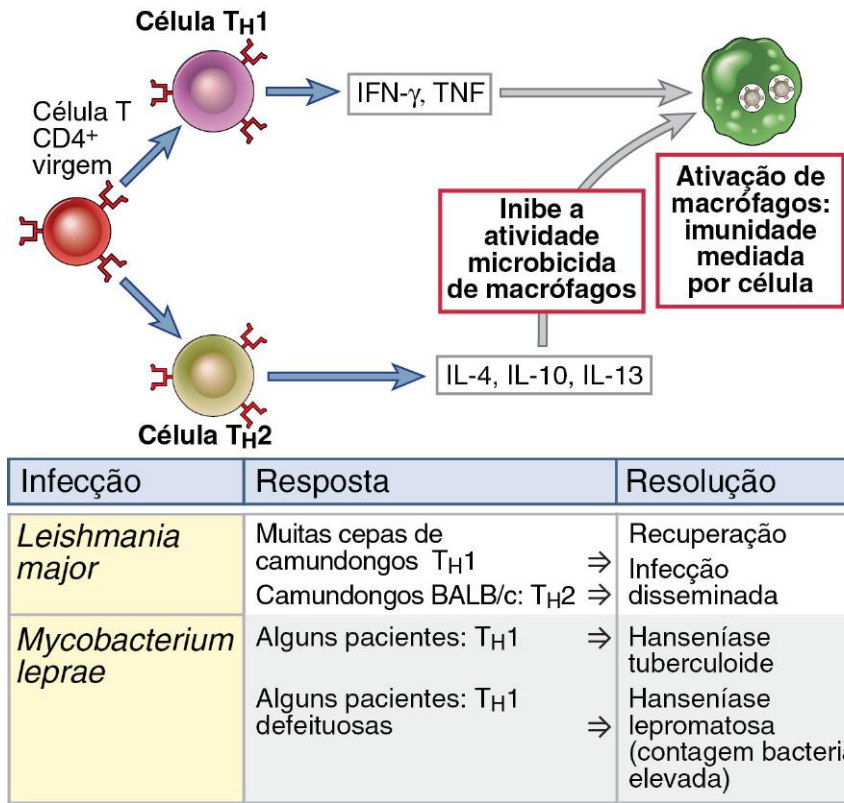 Célula TH1
Célula T
CD4+
virgem
IFN-γ, TNF
Inibe a
atividade
microbicida
de macrófagos
Ativação de
macrófagos:
imunidade
mediada
por célula
IL-4, IL-10, IL-13
Célula TH2
Infecção
Resposta
Resolução
Leishmania
major
Muitas cepas de
camundongos TH1 ⇒
Recuperação
Camundongos BALB/c: TH2 ⇒
Infecção
disseminada
Mycobacterium
leprae
Alguns pacientes: TH1 ⇒
Hanseníase
tuberculoide
Alguns pacientes: TH1
defeituosas ⇒
Hanseníase
lepromatosa
(contagem bacteria
elevada)